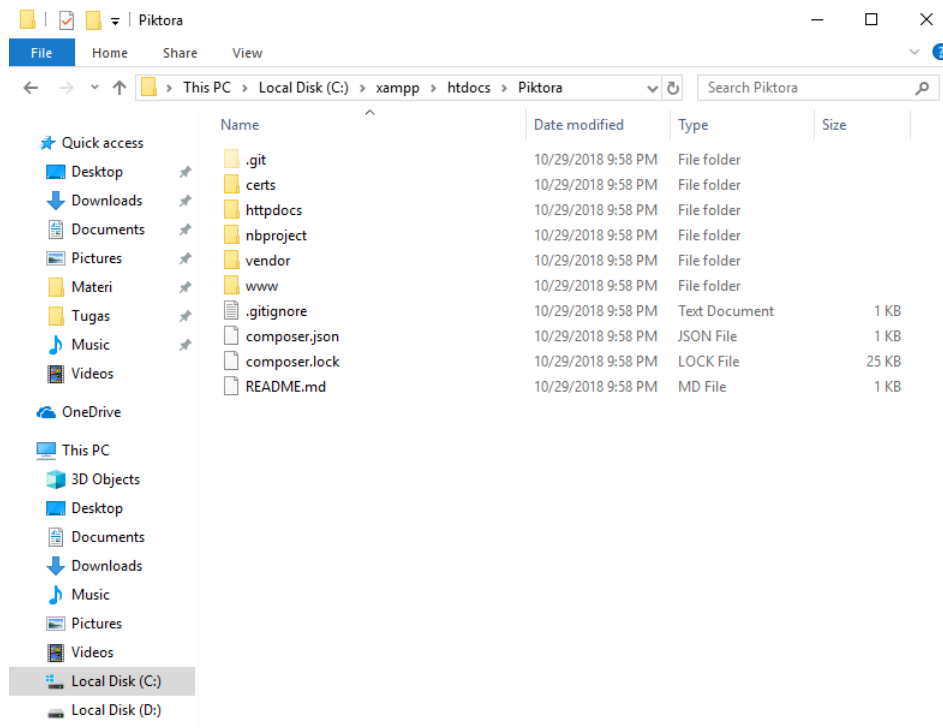 Piktora
File Home Share View
This PC Local Disk (C:) xampp htdocs Piktora Search Piktora
Name Date modified Type Size
Quick access
Desktop
Downloads
Documents
Pictures
Materi
Tugas
Music
Videos
OneDrive
This PC
3D Objects
Desktop
Documents
Downloads
Music
Pictures
Videos
Local Disk (C:)
Local Disk (D:)
.git 10/29/2018 9:58 PM File folder
certs 10/29/2018 9:58 PM File folder
httpdocs 10/29/2018 9:58 PM File folder
nbproject 10/29/2018 9:58 PM File folder
vendor 10/29/2018 9:58 PM File folder
www 10/29/2018 9:58 PM File folder
.gitignore 10/29/2018 9:58 PM Text Document 1 KB
composer.json 10/29/2018 9:58 PM JSON File 1 KB
composer.lock 10/29/2018 9:58 PM LOCK File 25 KB
README.md 10/29/2018 9:58 PM MD File 1 KB